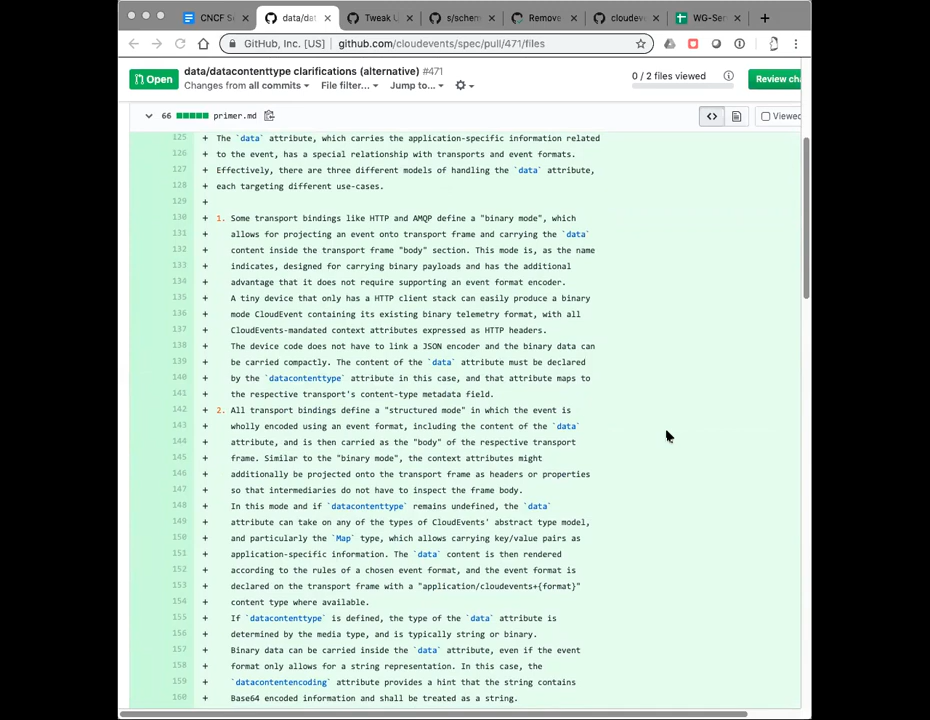 CNCF S
data/dat
Tweak U
s/schem
Remove
cloudev
WG-Ser
GitHub, Inc. [US] | github.com/cloudevents/spec/pull/471/files
Open
data/datacontenttype clarifications (alternative) #471
Changes from all commits
File filter...
Jump to...
0 / 2 files viewed
Review cha
66 primer.md
Viewed
125 + The `data` attribute, which carries the application-specific information related
126 + to the event, has a special relationship with transports and event formats.
127 + Effectively, there are three different models of handling the `data` attribute,
128 + each targeting different use-cases.
129 +
130 + 1. Some transport bindings like HTTP and AMQP define a "binary mode", which
131 + allows for projecting an event onto transport frame and carrying the `data`
132 + content inside the transport frame "body" section. This mode is, as the name
133 + indicates, designed for carrying binary payloads and has the additional
134 + advantage that it does not require supporting an event format encoder.
135 + A tiny device that only has a HTTP client stack can easily produce a binary
136 + mode CloudEvent containing its existing binary telemetry format, with all
137 + CloudEvents-mandated context attributes expressed as HTTP headers.
138 + The device code does not have to link a JSON encoder and the binary data can
139 + be carried compactly. The content of the `data` attribute must be declared
140 + by the `datacontenttype` attribute in this case, and that attribute maps to
141 + the respective transport's content-type metadata field.
142 + 2. All transport bindings define a "structured mode" in which the event is
143 + wholly encoded using an event format, including the content of the `data`
144 + attribute, and is then carried as the "body" of the respective transport
145 + frame. Similar to the "binary mode", the context attributes might
146 + additionally be projected onto the transport frame as headers or properties
147 + so that intermediaries do not have to inspect the frame body.
148 + In this mode and if `datacontenttype` remains undefined, the `data`
149 + attribute can take on any of the types of CloudEvents' abstract type model,
150 + and particularly the `Map` type, which allows carrying key/value pairs as
151 + application-specific information. The `data` content is then rendered
152 + according to the rules of a chosen event format, and the event format is
153 + declared on the transport frame with a "application/cloudevents+{format}"
154 + content type where available.
155 + If `datacontenttype` is defined, the type of the `data` attribute is
156 + determined by the media type, and is typically string or binary.
157 + Binary data can be carried inside the `data` attribute, even if the event
158 + format only allows for a string representation. In this case, the
159 + `datacontentencoding` attribute provides a hint that the string contains
160 + Base64 encoded information and shall be treated as a string.